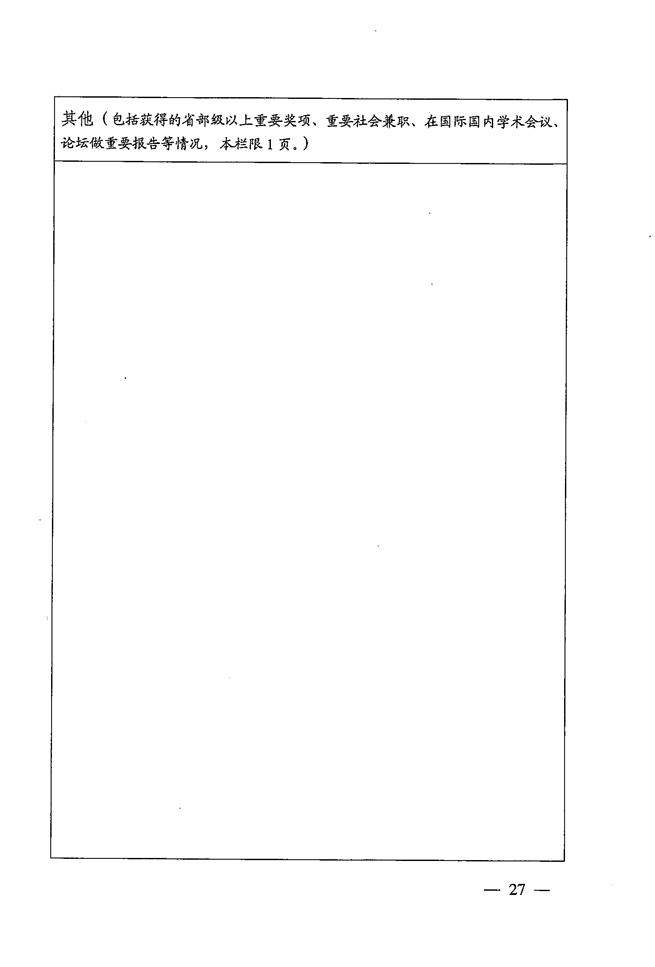 其他（包括获得的省部级以上重要奖项、重要社会兼职、在国际国内学术会议、
论坛做重要报告等情况，本栏限1页。）
— 27 —